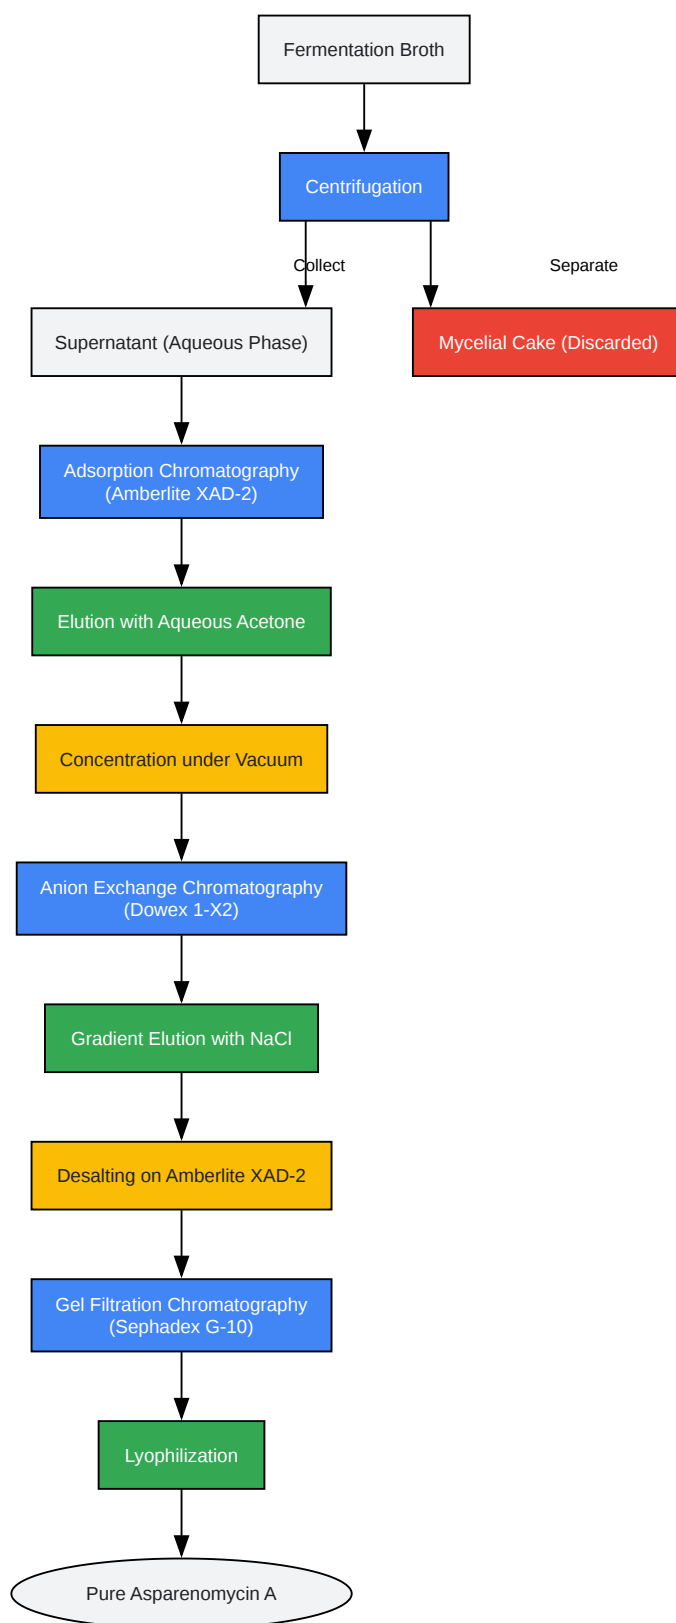 Fermentation Broth
Centrifugation
Collect
Separate
Supernatant (Aqueous Phase)
Mycelial Cake (Discarded)
Adsorption Chromatography
(Amberlite XAD-2)
Elution with Aqueous Acetone
Concentration under Vacuum
Anion Exchange Chromatography
(Dowex 1-X2)
Gradient Elution with NaCl
Desalting on Amberlite XAD-2
Gel Filtration Chromatography
(Sephadex G-10)
Lyophilization
Pure Asparenomycin A